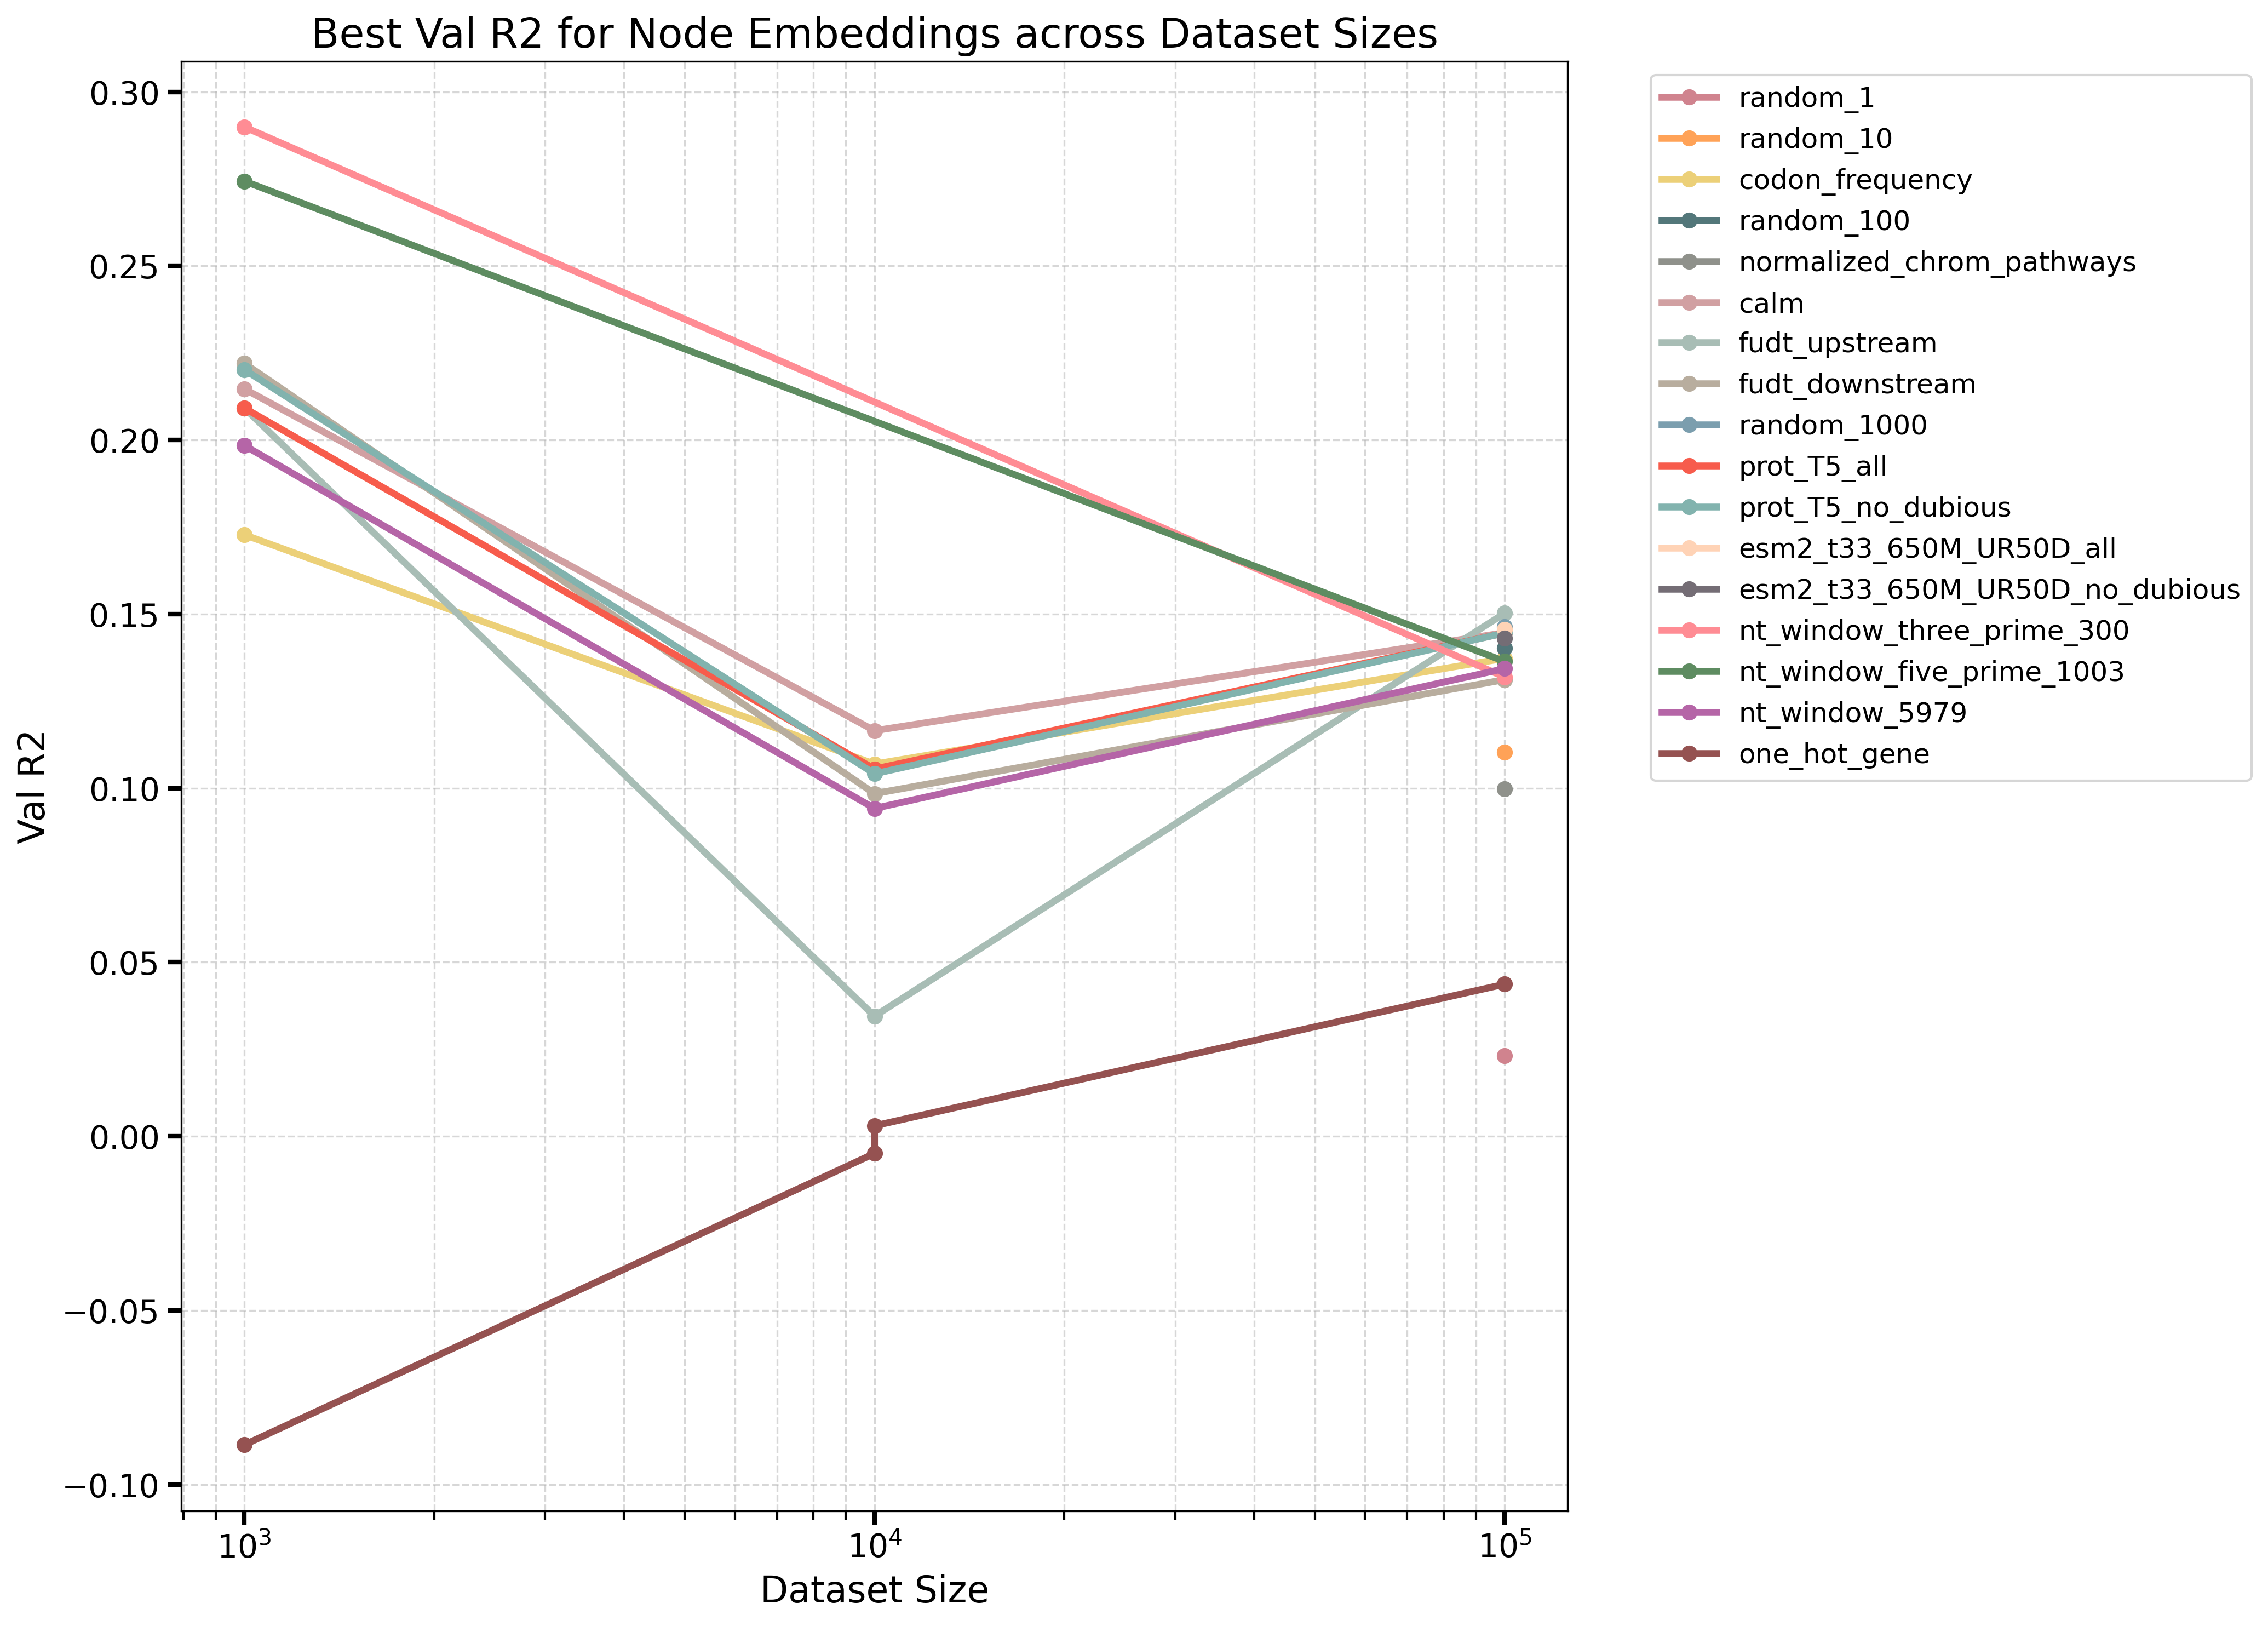 Best Val R2 for Node Embeddings across Dataset Sizes
0.30
0.25
0.20
0.15
0.10
0.05
0.00
−0.05
−0.10
Val R2
10³
10⁴
10⁵
Dataset Size
random_1
random_10
codon_frequency
random_100
normalized_chrom_pathways
calm
fudt_upstream
fudt_downstream
random_1000
prot_T5_all
prot_T5_no_dubious
esm2_t33_650M_UR50D_all
esm2_t33_650M_UR50D_no_dubious
nt_window_three_prime_300
nt_window_five_prime_1003
nt_window_5979
one_hot_gene